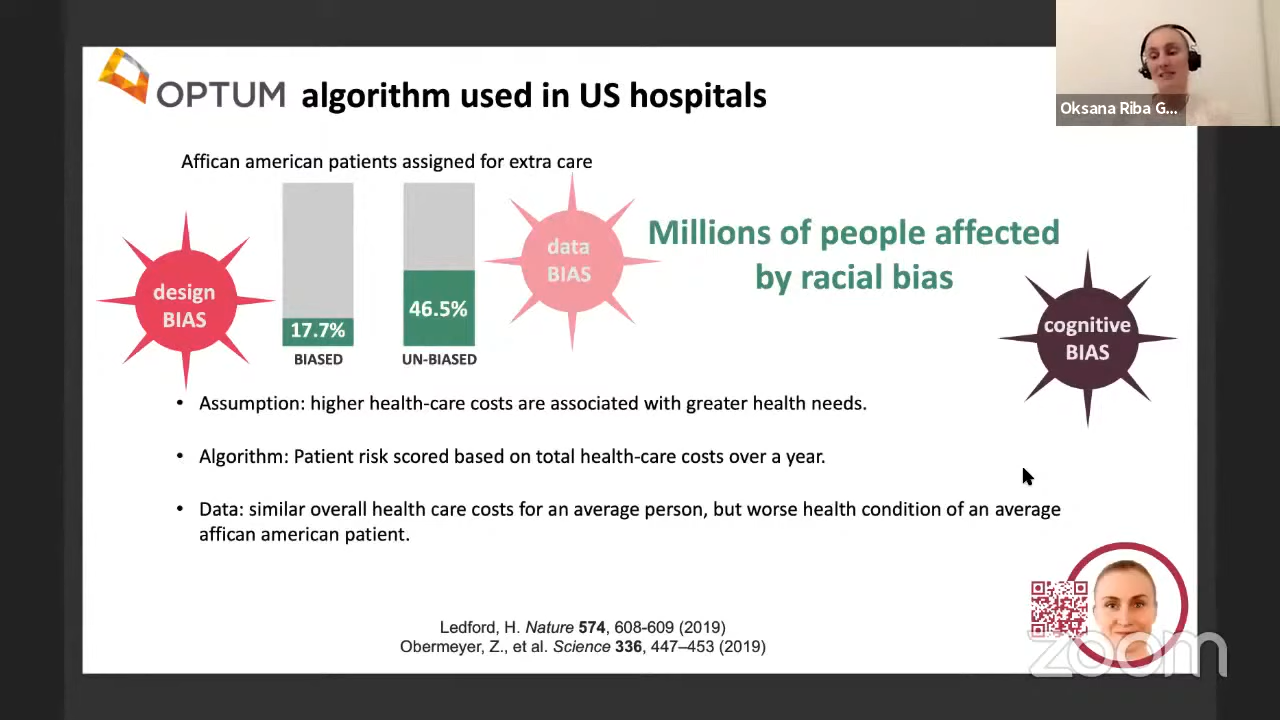 Oksana Riba G...
OPTUM algorithm used in US hospitals
Affican american patients assigned for extra care
design
BIAS
17.7%
BIASED
46.5%
UN-BIASED
data
BIAS
Millions of people affected
by racial bias
cognitive
BIAS
• Assumption: higher health-care costs are associated with greater health needs.
• Algorithm: Patient risk scored based on total health-care costs over a year.
• Data: similar overall health care costs for an average person, but worse health condition of an average
affican american patient.
Ledford, H. Nature 574, 608-609 (2019)
Obermeyer, Z., et al. Science 336, 447–453 (2019)
zoom